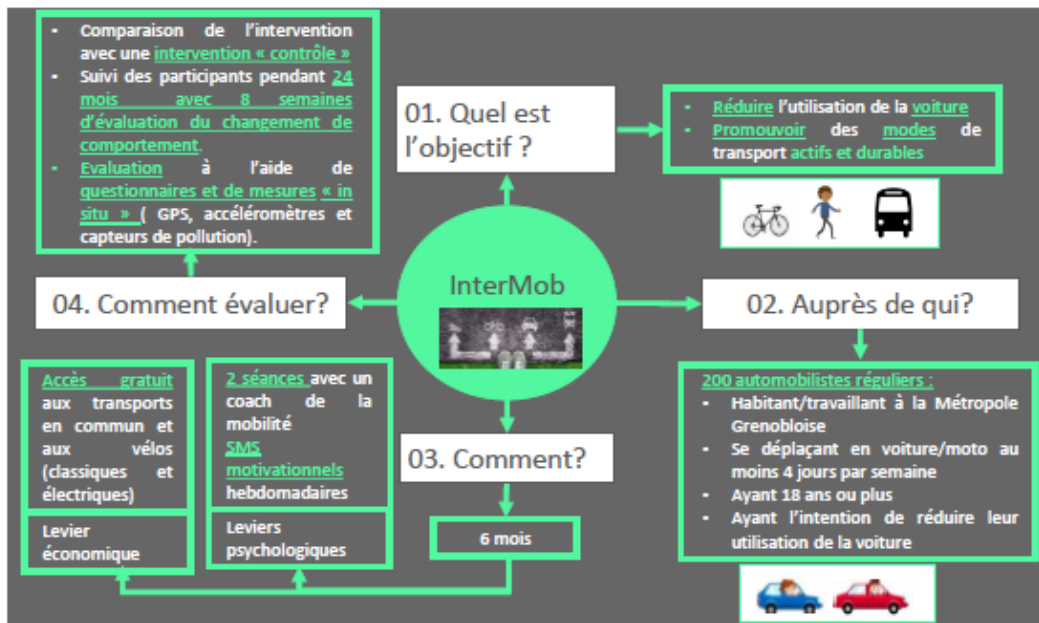 InterMob
01. Quel est
l'objectif ?
- Réduire l'utilisation de la voiture
- Promouvoir des modes de
transport actifs et durables
02. Auprès de qui?
200 automobilistes réguliers :
- Habitant/travaillant à la Métropole
Grenobloise
- Se déplaçant en voiture/moto au
moins 4 jours par semaine
- Ayant 18 ans ou plus
- Ayant l'intention de réduire leur
utilisation de la voiture
03. Comment?
6 mois
2 séances avec un
coach de la
mobilité
SMS
motivationnels
hebdomadaires
Leviers
psychologiques
Accès gratuit
aux transports
en commun et
aux vélos
(classiques et
électriques)
Levier
économique
04. Comment évaluer?
- Comparaison de l'intervention
avec une intervention « contrôle »
- Suivi des participants pendant 24
mois avec 8 semaines
d'évaluation du changement de
comportement.
- Evaluation à l'aide de
questionnaires et de mesures « in
situ » ( GPS, accéléromètres et
capteurs de pollution).